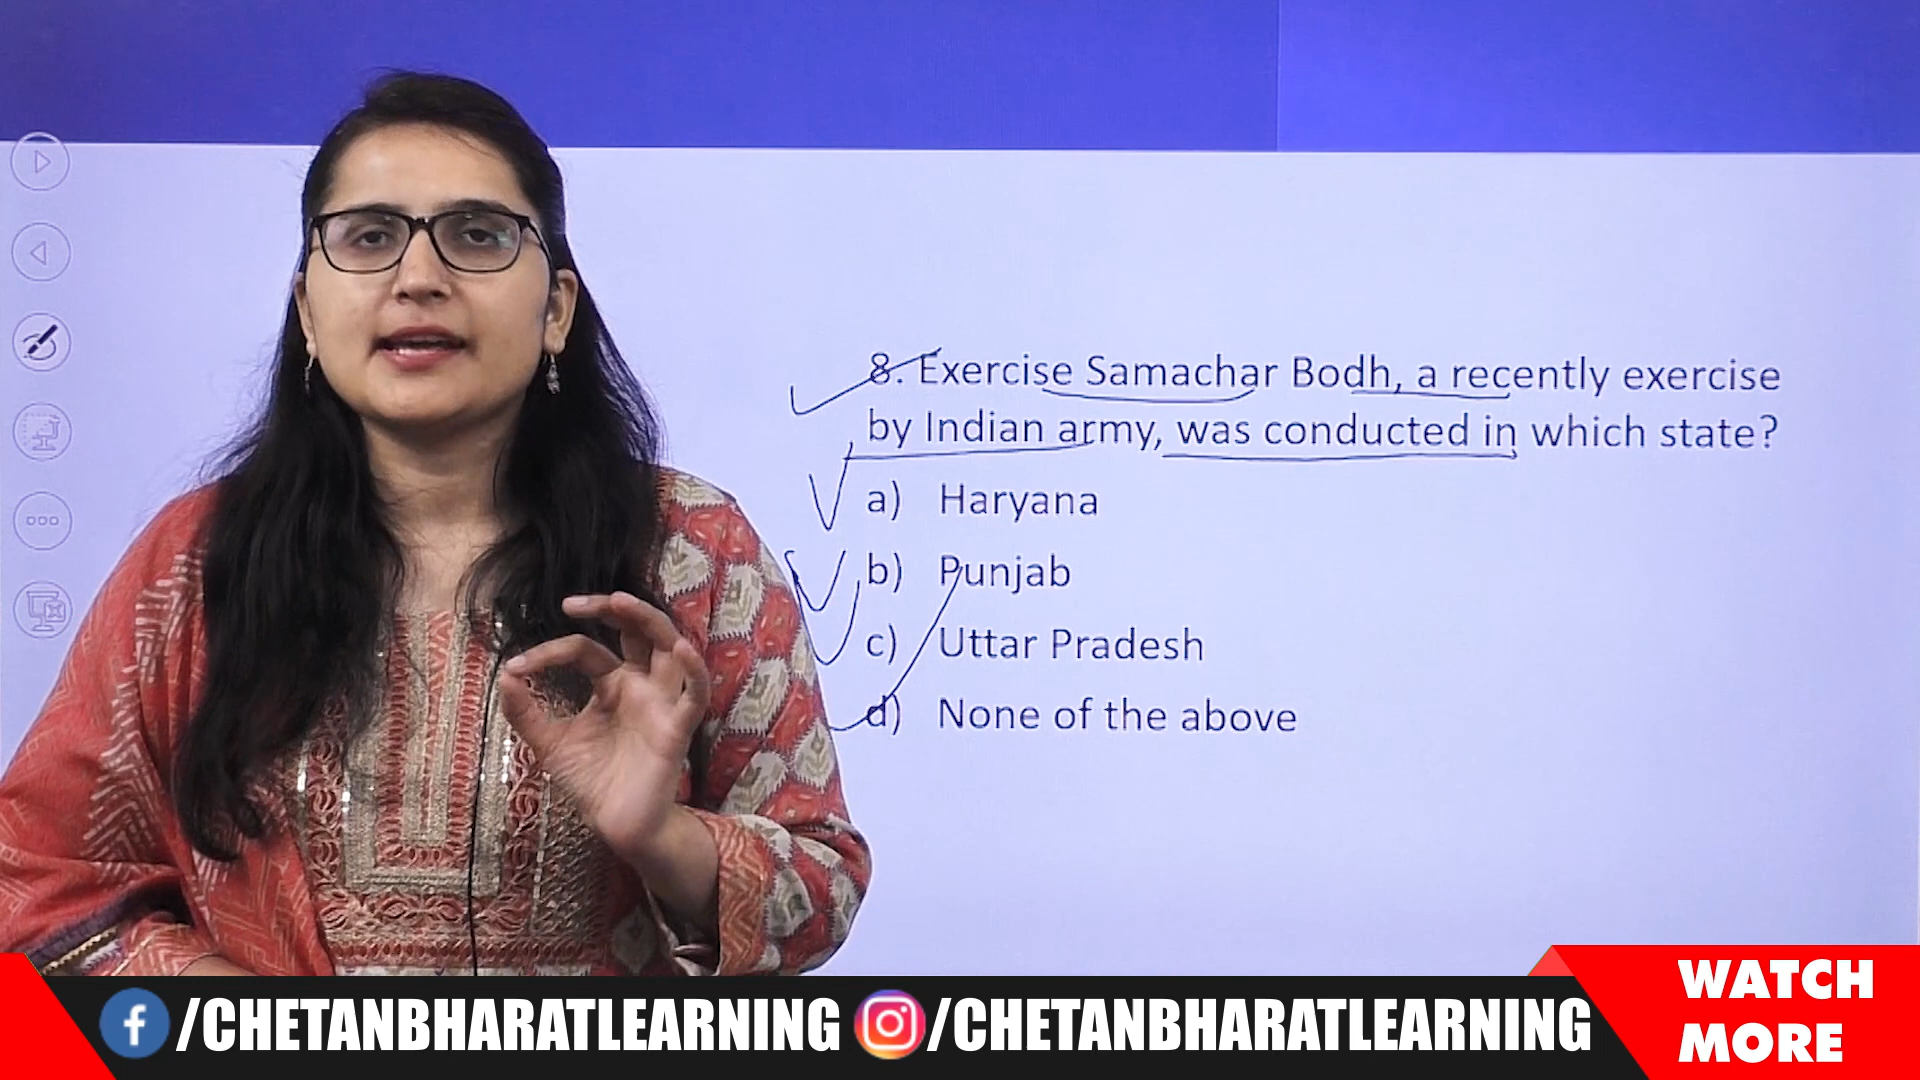 8. Exercise Samachar Bodh, a recently exercise
by Indian army, was conducted in which state?
a) Haryana
b) Punjab
c) Uttar Pradesh
d) None of the above
/CHETANBHARATLEARNING /CHETANBHARATLEARNING
WATCH
MORE